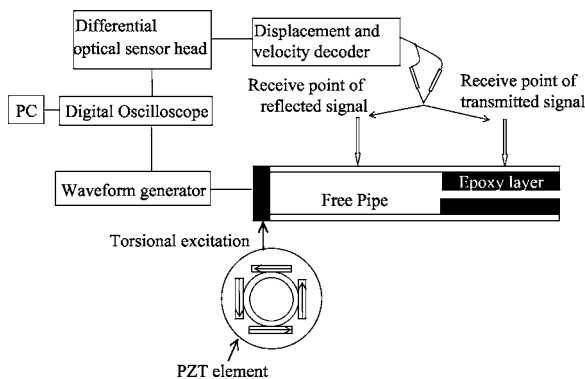 Differential
optical sensor head
Displacement and
velocity decoder
Receive point of
reflected signal
Receive point of
transmitted signal
PC
Digital Oscilloscope
Waveform generator
Epoxy layer
Free Pipe
Torsional excitation
PZT element